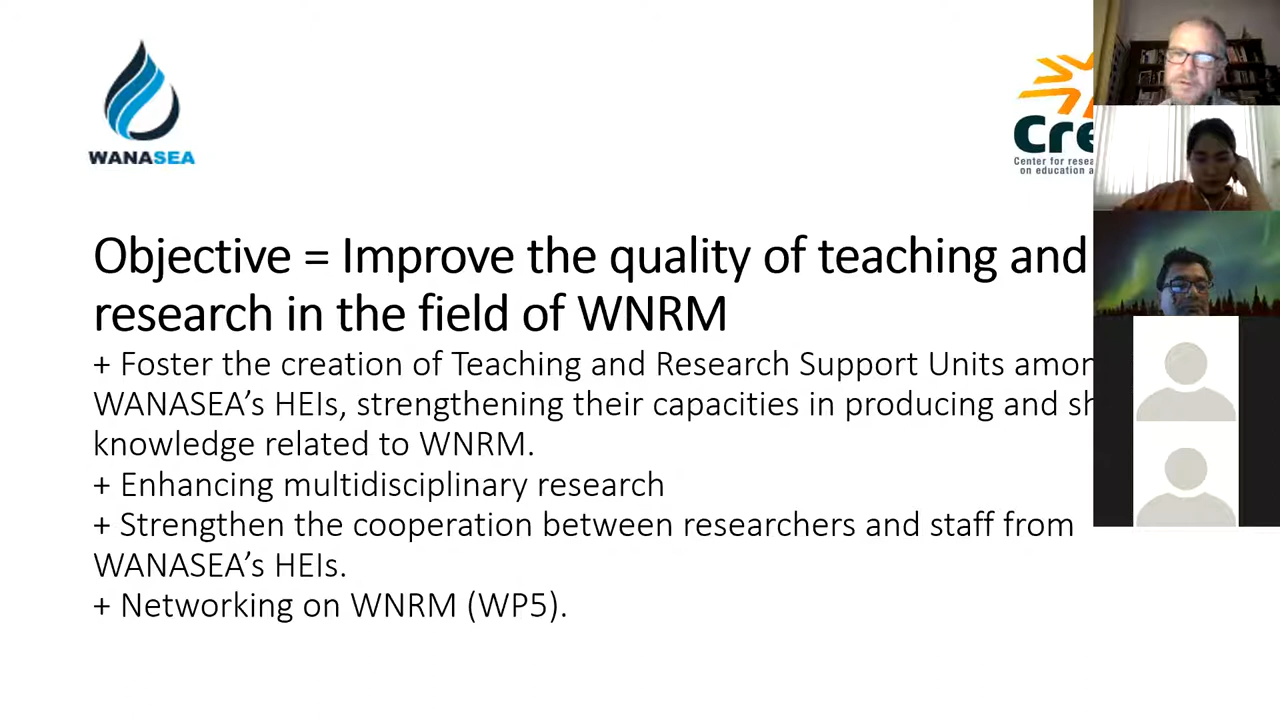 WANASEA
Cre
Center for resea
on education a
Objective = Improve the quality of teaching and
research in the field of WNRM
+ Foster the creation of Teaching and Research Support Units amon
WANASEA’s HEIs, strengthening their capacities in producing and sh
knowledge related to WNRM.
+ Enhancing multidisciplinary research
+ Strengthen the cooperation between researchers and staff from
WANASEA’s HEIs.
+ Networking on WNRM (WP5).